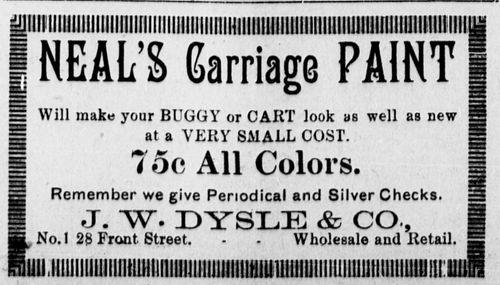 NEAL'S Carriage PAINT
Will make your BUGGY or CART look as well as new
at a VERY SMALL COST.
75c All Colors.
Remember we give Periodical and Silver Checks.
J. W. DYSLE & CO.,
No.1 28 Front Street. - - Wholesale and Retail.